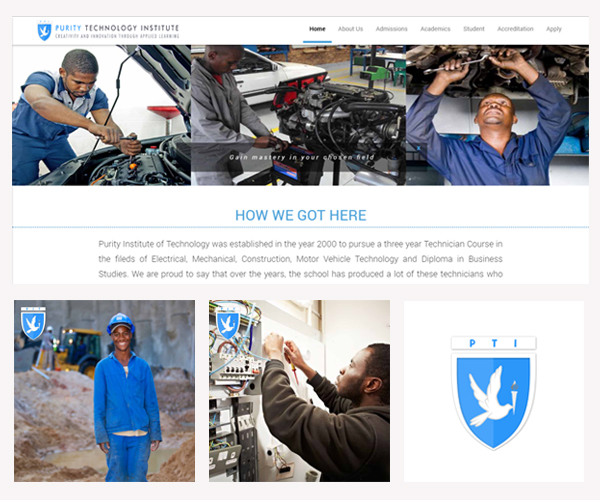 PURITY TECHNOLOGY INSTITUTE
CREATIVITY AND INNOVATION THROUGH APPLIED LEARNING
Home About Us Admissions Academics Student Accreditation Apply
Gain mastery in your chosen field
HOW WE GOT HERE
Purity Institute of Technology was established in the year 2000 to pursue a three year Technician Course in
the fileds of Electrical, Mechanical, Construction, Motor Vehicle Technology and Diploma in Business
Studies. We are proud to say that over the years, the school has produced a lot of these technicians who
P T I